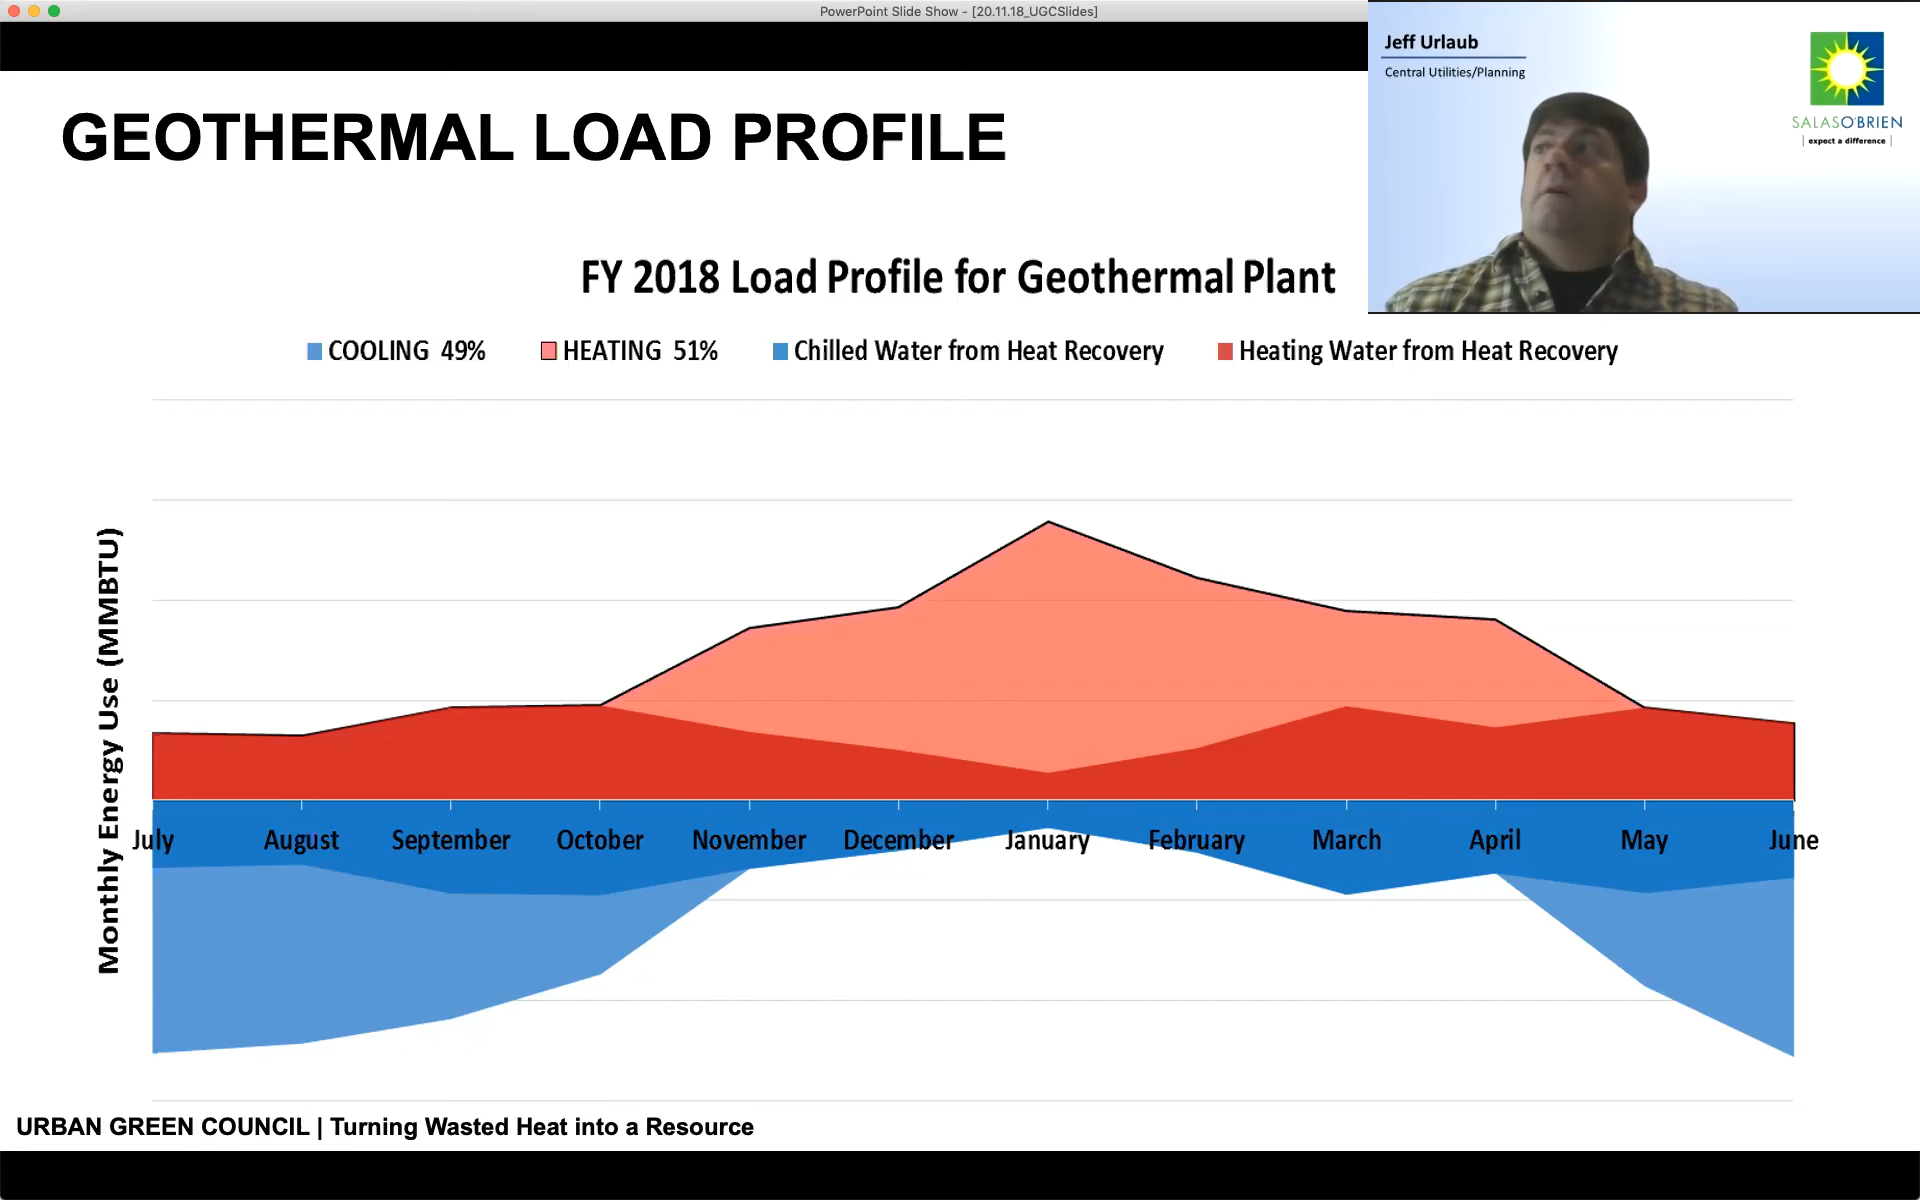 PowerPoint Slide Show - [20.11.18_UGCSlides]
Jeff Urlaub
Central Utilities/Planning
SALASO'BRIEN
| expect a difference |
GEOTHERMAL LOAD PROFILE
FY 2018 Load Profile for Geothermal Plant
COOLING 49% HEATING 51% Chilled Water from Heat Recovery Heating Water from Heat Recovery
Monthly Energy Use (MMBTU)
July August September October November December January February March April May June
URBAN GREEN COUNCIL | Turning Wasted Heat into a Resource